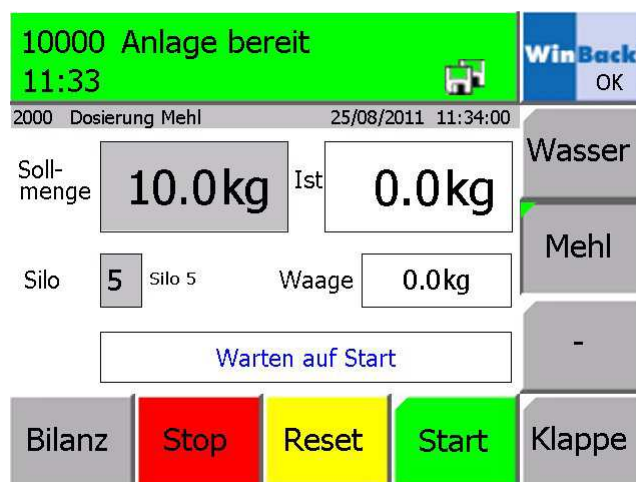 10000 Anlage bereit
11:33
WinBack
OK
2000 Dosierung Mehl 25/08/2011 11:34:00
Wasser
Soll-
menge
10.0kg
Ist
0.0kg
Mehl
Silo
5
Silo 5
Waage
0.0kg
-
Warten auf Start
Bilanz
Stop
Reset
Start
Klappe